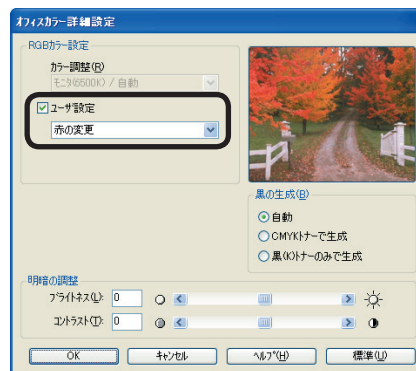 オフィスカラー詳細設定
RGBカラー設定
カラー調整(R)
モニタ(6500K) / 自動
ユーザ設定
赤の変更
黒の生成(B)
自動
CMYKトナーで生成
黒(K)トナーのみで生成
明暗の調整
ブライトネス(L): 0
コントラスト(T): 0
OK キャンセル ヘルプ(H) 標準(U)